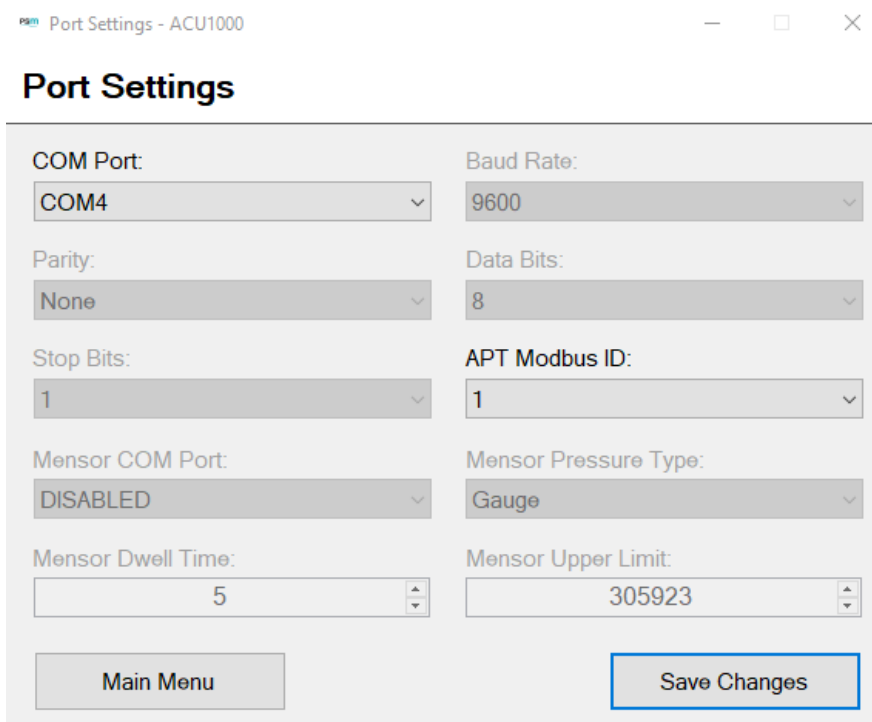 PSM Port Settings - ACU1000
Port Settings
COM Port:
Baud Rate:
COM4
9600
Parity:
Data Bits:
None
8
Stop Bits:
APT Modbus ID:
1
1
Mensor COM Port:
Mensor Pressure Type:
DISABLED
Gauge
Mensor Dwell Time:
Mensor Upper Limit:
5
305923
Main Menu
Save Changes